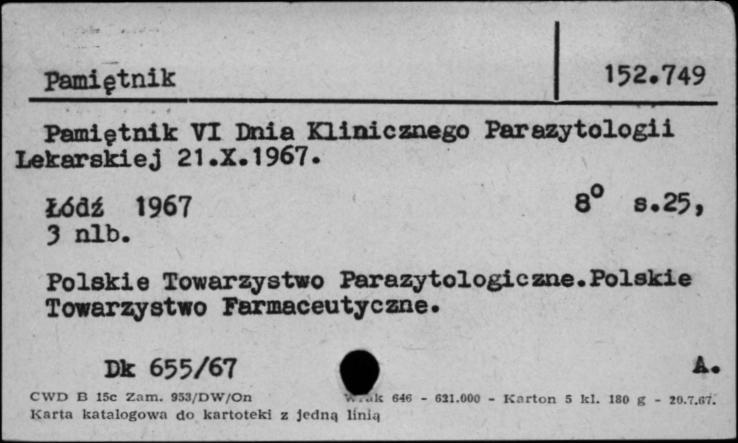 Pamiętnik 152.749
Pamiętnik VI Dnia Klinicznego Parazytologii
Lekarskiej 21.X.1967.
Łódź 1967 8° s.25,
3 nlb.
Polskie Towarzystwo Parazytologiczne.Polskie
Towarzystwo Farmaceutyczne.
Dk 655/67 A.
CWD B 15c Zam. 953/DW/On 646 - 621.000 - Karton 5 kl. 180 g - 20.7.67.
Karta katalogowa do kartoteki z jedną linią